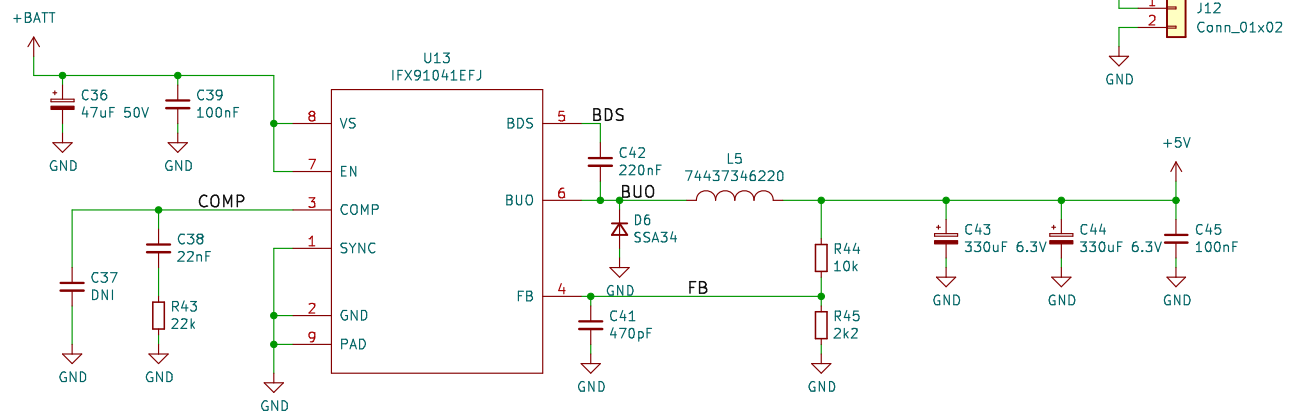 +BATT
1
J12
2
Conn_01x02
GND
U13
IFX91041EFJ
C36
47uF 50V
GND
C39
100nF
GND
8
VS
7
EN
3
COMP
1
SYNC
2
GND
9
PAD
BDS
5
BDS
BUO
6
BUO
FB
4
FB
COMP
C38
22nF
C37
DNI
R43
22k
GND
GND
GND
C42
220nF
L5
74437346220
D6
SSA34
GND
C41
470pF
GND
R44
10k
R45
2k2
GND
+5V
C43
330uF 6.3V
GND
C44
330uF 6.3V
GND
C45
100nF
GND